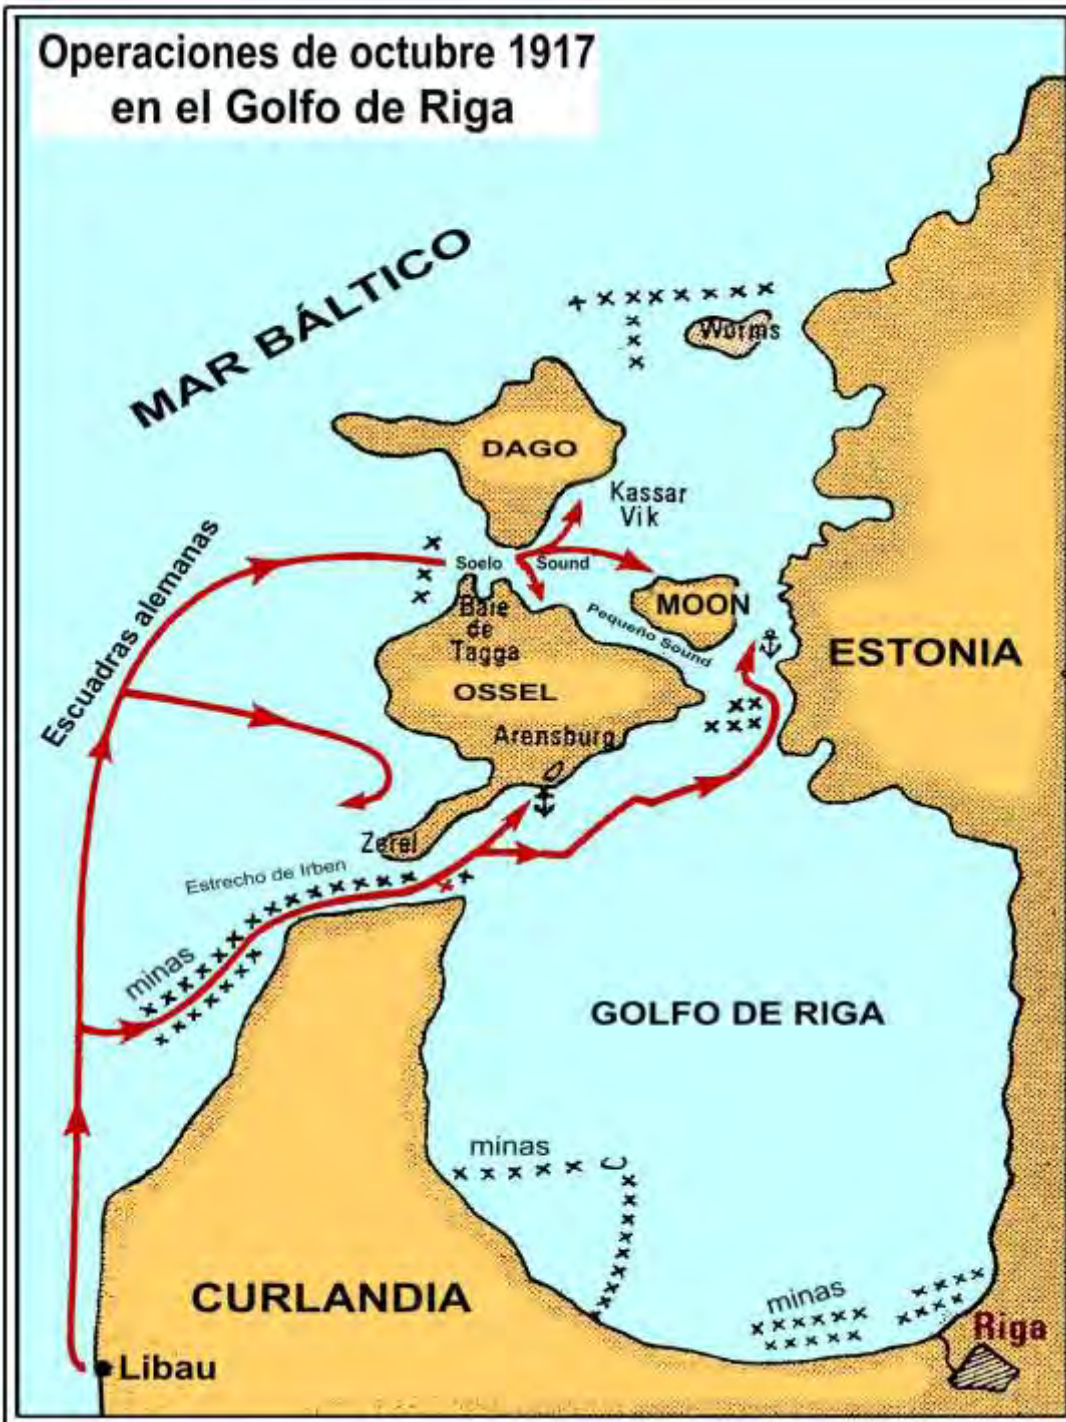 Operaciones de octubre 1917
en el Golfo de Riga
MAR BÁLTICO
Worms
DAGO
Kassar
Vik
Escuadras alemanas
Soelo
Sound
Baie
de
Tagga
MOON
Pequeño Sound
ESTONIA
OSSEL
Arensburg
Zerel
Estrecho de Irben
minas
GOLFO DE RIGA
minas
CURLANDIA
minas
Riga
Libau